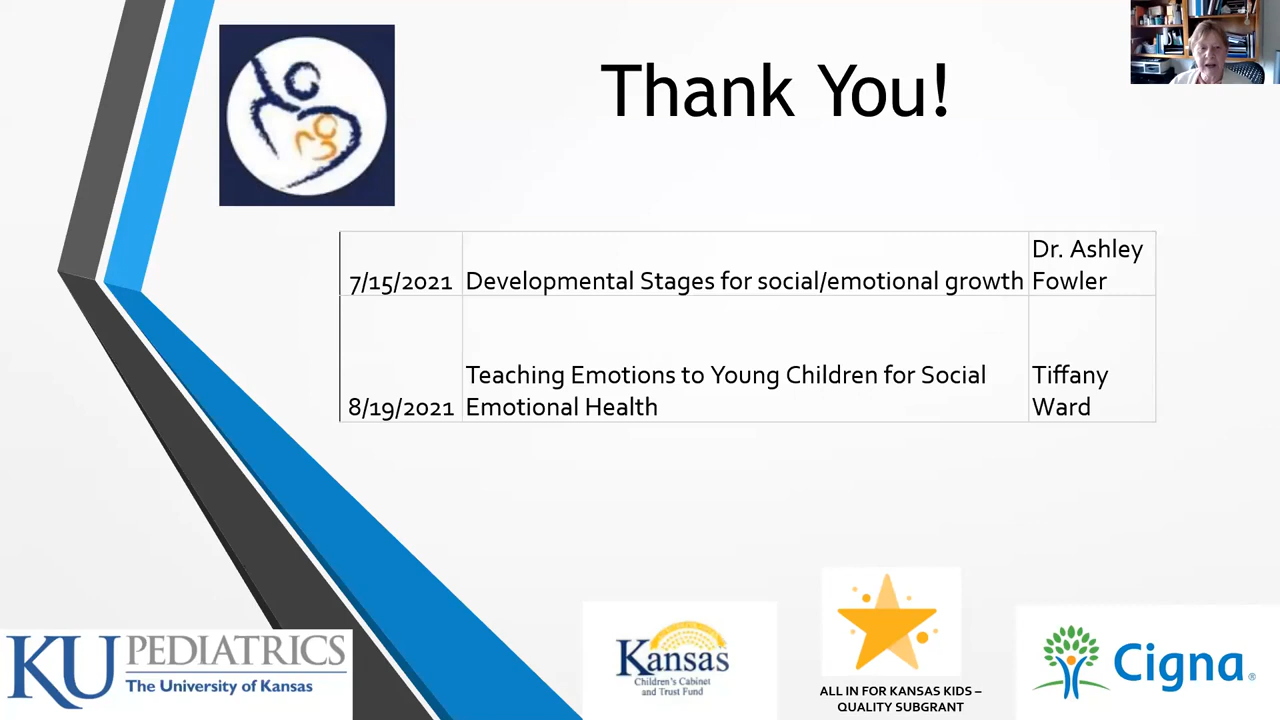 Thank You!
Dr. Ashley
7/15/2021 Developmental Stages for social/emotional growth Fowler
Teaching Emotions to Young Children for Social Tiffany
8/19/2021 Emotional Health Ward
KU PEDIATRICS
The University of Kansas
Kansas
Children's Cabinet
and Trust Fund
ALL IN FOR KANSAS KIDS –
QUALITY SUBGRANT
Cigna®